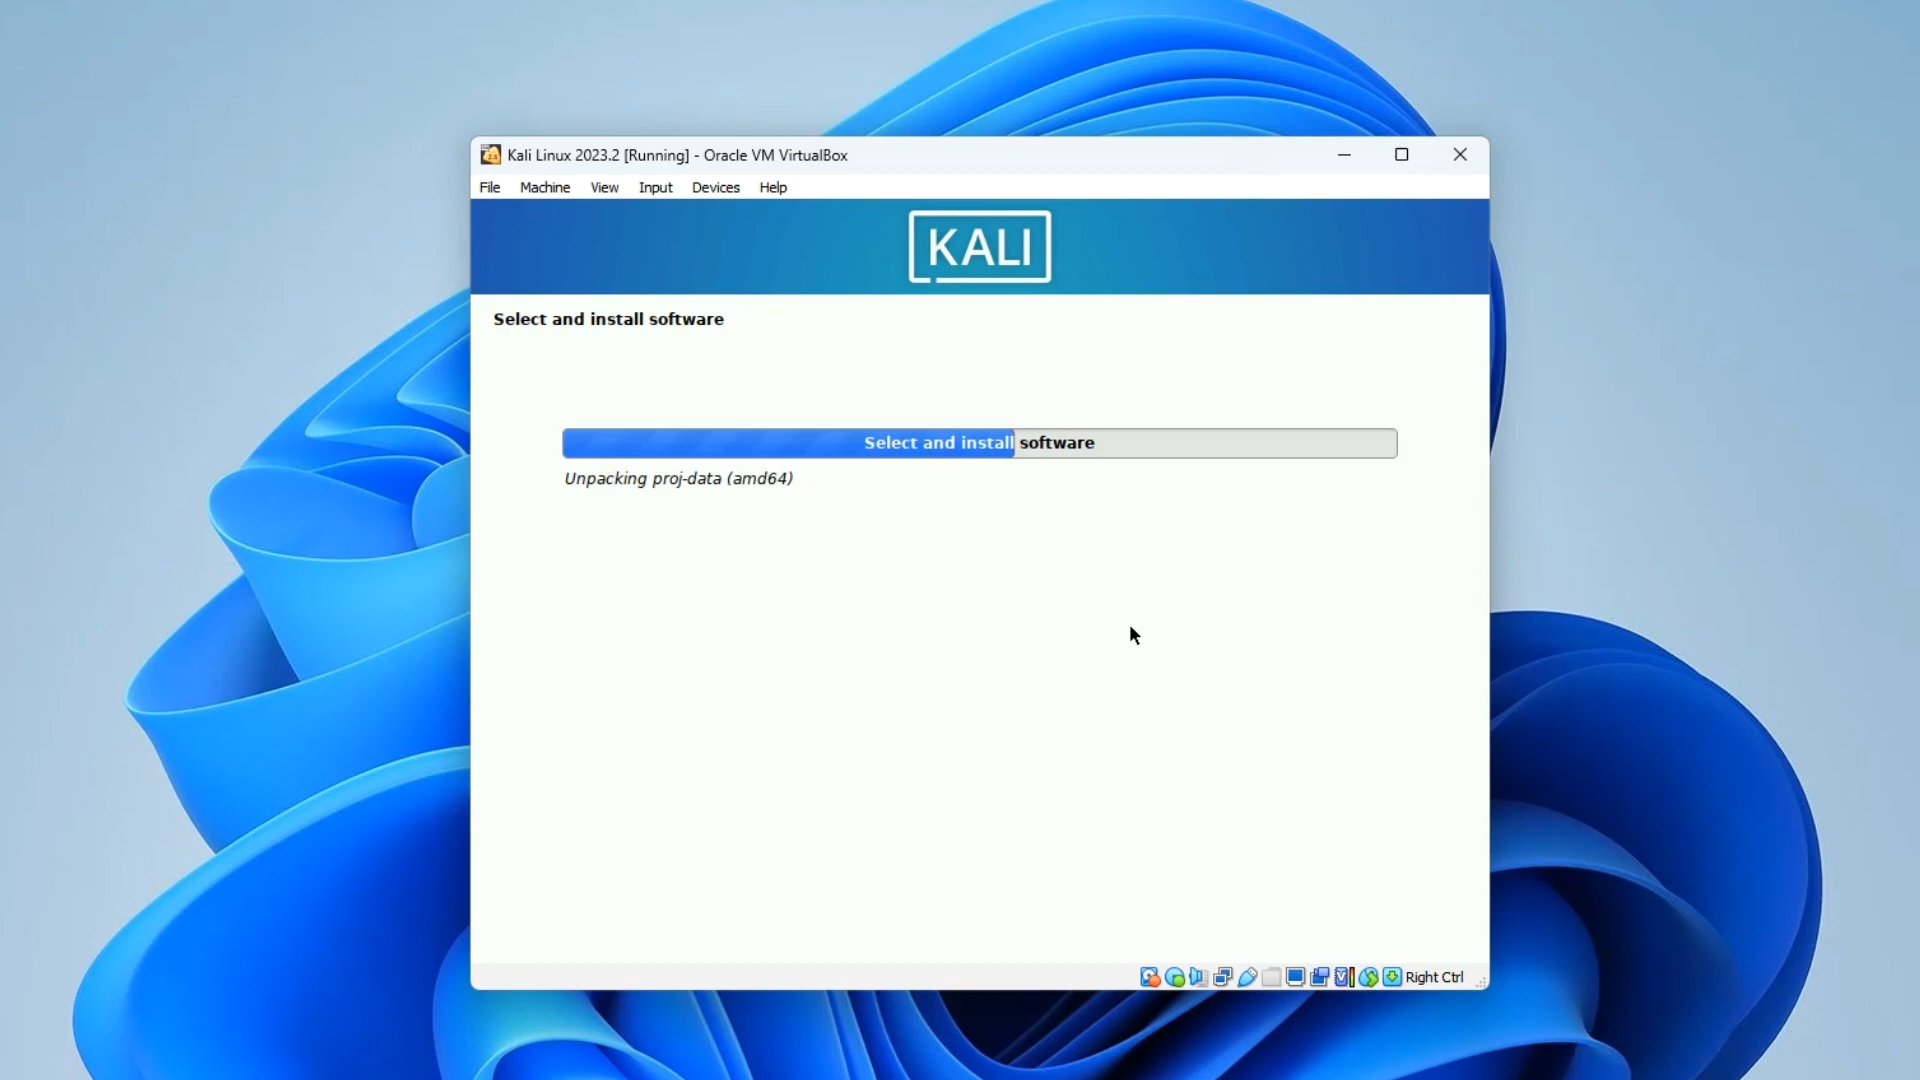 Kali Linux 2023.2 [Running] - Oracle VM VirtualBox
File Machine View Input Devices Help
KALI
Select and install software
Select and install software
Unpacking proj-data (amd64)
Right Ctrl